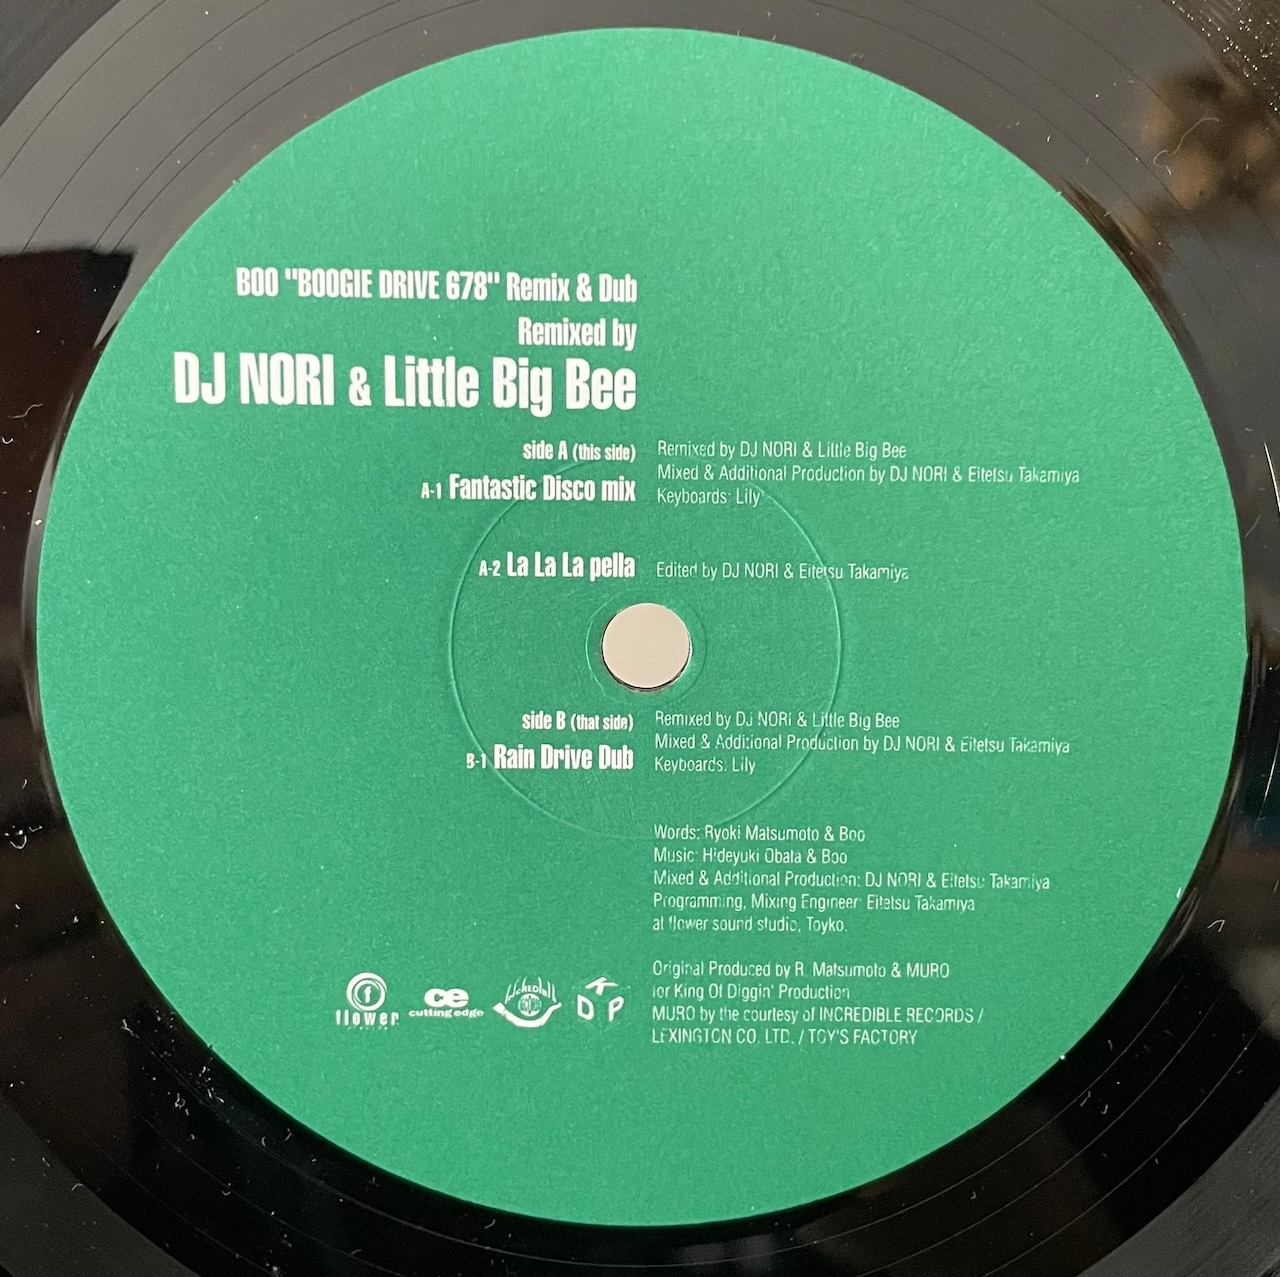 BOO "BOOGIE DRIVE 678" Remix & Dub
Remixed by
DJ NORI & Little Big Bee
side A (this side)
A-1 Fantastic Disco mix
Remixed by DJ NORI & Little Big Bee
Mixed & Additional Production by DJ NORI & Eitetsu Takamiya
Keyboards: Lily
A-2 La La La pella
Edited by DJ NORI & Eitetsu Takamiya
side B (that side)
B-1 Rain Drive Dub
Remixed by DJ NORI & Little Big Bee
Mixed & Additional Production by DJ NORI & Eitetsu Takamiya
Keyboards: Lily
Words: Ryoki Matsumoto & Boo
Music: Hideyuki Obata & Boo
Mixed & Additional Production: DJ NORI & Eitetsu Takamiya
Programming, Mixing Engineer: Eitetsu Takamiya
at flower sound studio, Toyko.
Original Produced by R. Matsumoto & MURO
for King Of Diggin' Production
MURO by the courtesy of INCREDIBLE RECORDS /
LEXINGTON CO. LTD. / TOY'S FACTORY
f
flower
ce
cutting edge
K
D P